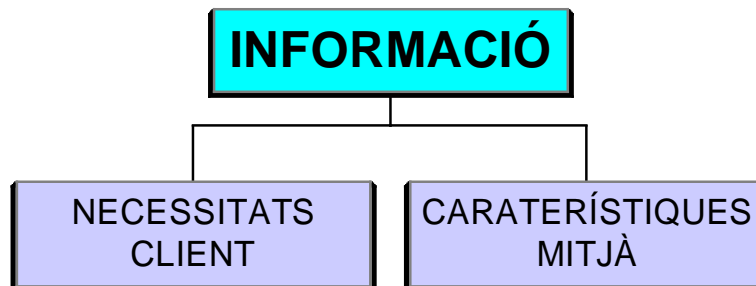 INFORMACIÓ
NECESSITATS
CLIENT
CARATERÍSTIQUES
MITJÀ